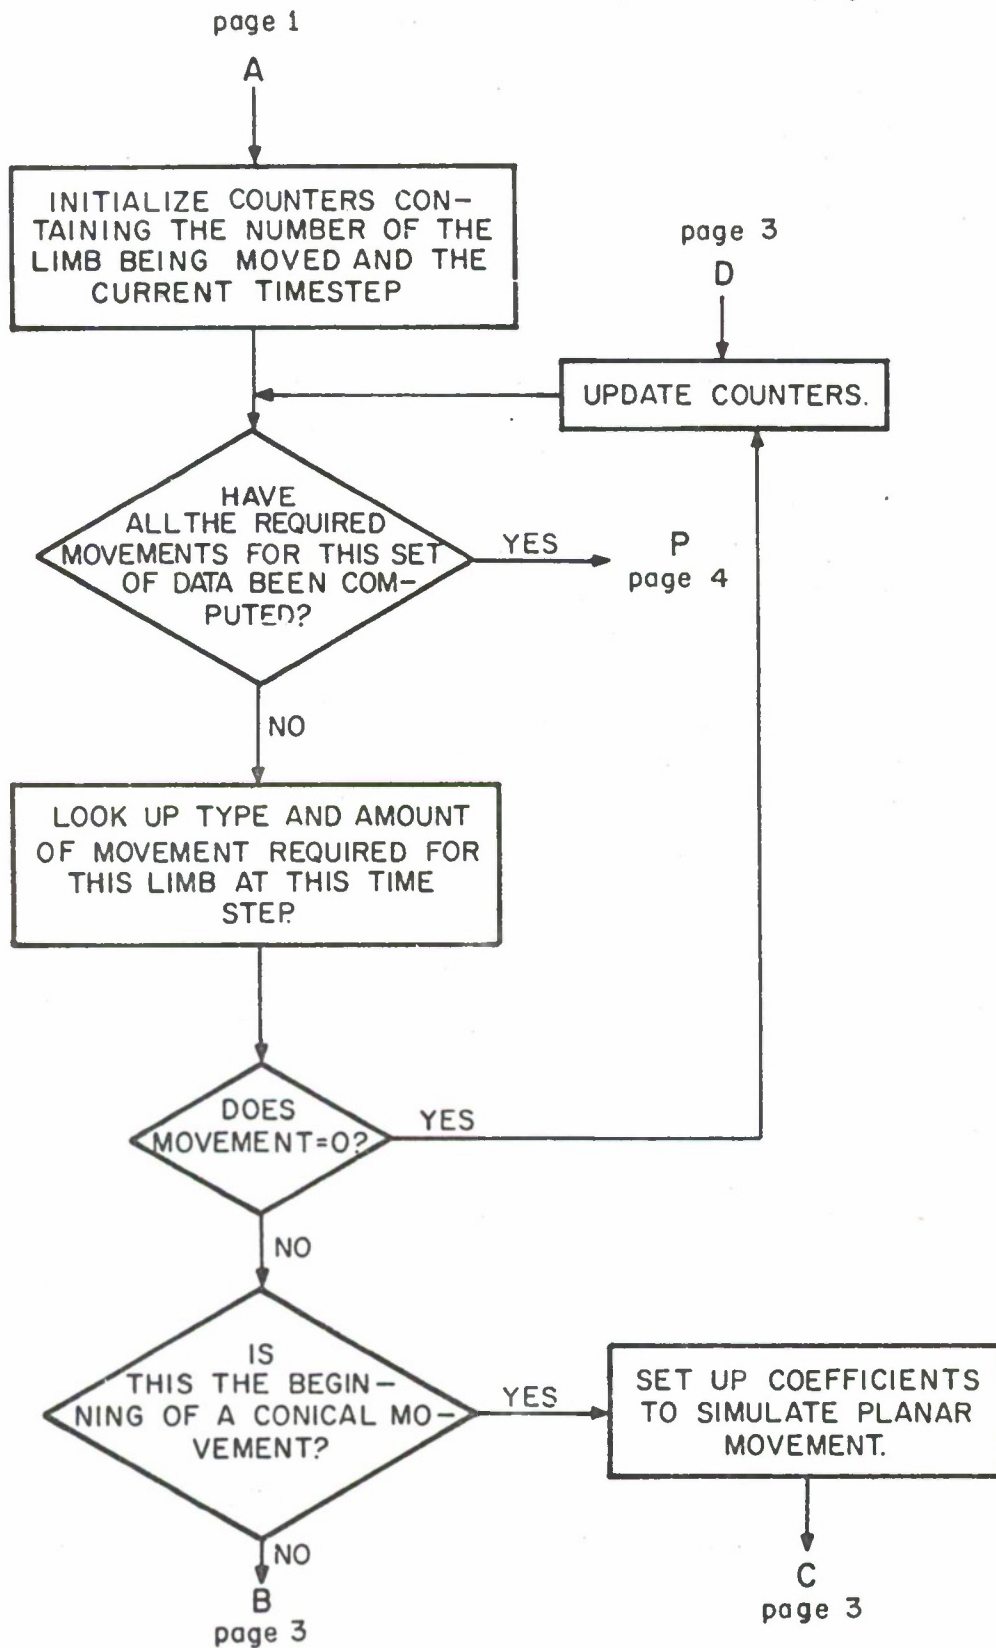 page 1
A
INITIALIZE COUNTERS CON-
TAINING THE NUMBER OF THE
LIMB BEING MOVED AND THE
CURRENT TIMESTEP
page 3
D
UPDATE COUNTERS.
HAVE
ALL THE REQUIRED
MOVEMENTS FOR THIS SET
OF DATA BEEN COM-
PUTED?
YES
P
page 4
NO
LOOK UP TYPE AND AMOUNT
OF MOVEMENT REQUIRED FOR
THIS LIMB AT THIS TIME
STEP.
DOES
MOVEMENT=0?
YES
NO
IS
THIS THE BEGIN-
NING OF A CONICAL MO-
VEMENT?
YES
SET UP COEFFICIENTS
TO SIMULATE PLANAR
MOVEMENT.
NO
B
page 3
C
page 3